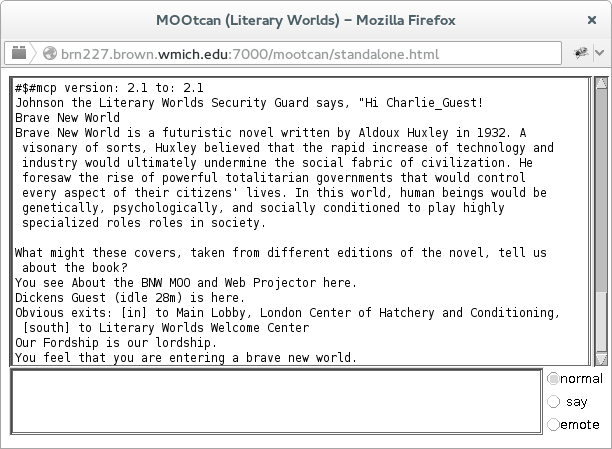 MOOtcan (Literary Worlds) – Mozilla Firefox
brn227.brown.wmich.edu:7000/mootcan/standalone.html
#$#mcp version: 2.1 to: 2.1
Johnson the Literary Worlds Security Guard says, "Hi Charlie_Guest!
Brave New World
Brave New World is a futuristic novel written by Aldoux Huxley in 1932. A
visonary of sorts, Huxley believed that the rapid increase of technology and
industry would ultimately undermine the social fabric of civilization. He
foresaw the rise of powerful totalitarian governments that would control
every aspect of their citizens' lives. In this world, human beings would be
genetically, psychologically, and socially conditioned to play highly
specialized roles roles in society.
What might these covers, taken from different editions of the novel, tell us
about the book?
You see About the BNW MOO and Web Projector here.
Dickens Guest (idle 28m) is here.
Obvious exits: [in] to Main Lobby, London Center of Hatchery and Conditioning,
[south] to Literary Worlds Welcome Center
Our Fordship is our lordship.
You feel that you are entering a brave new world.
normal
say
emote